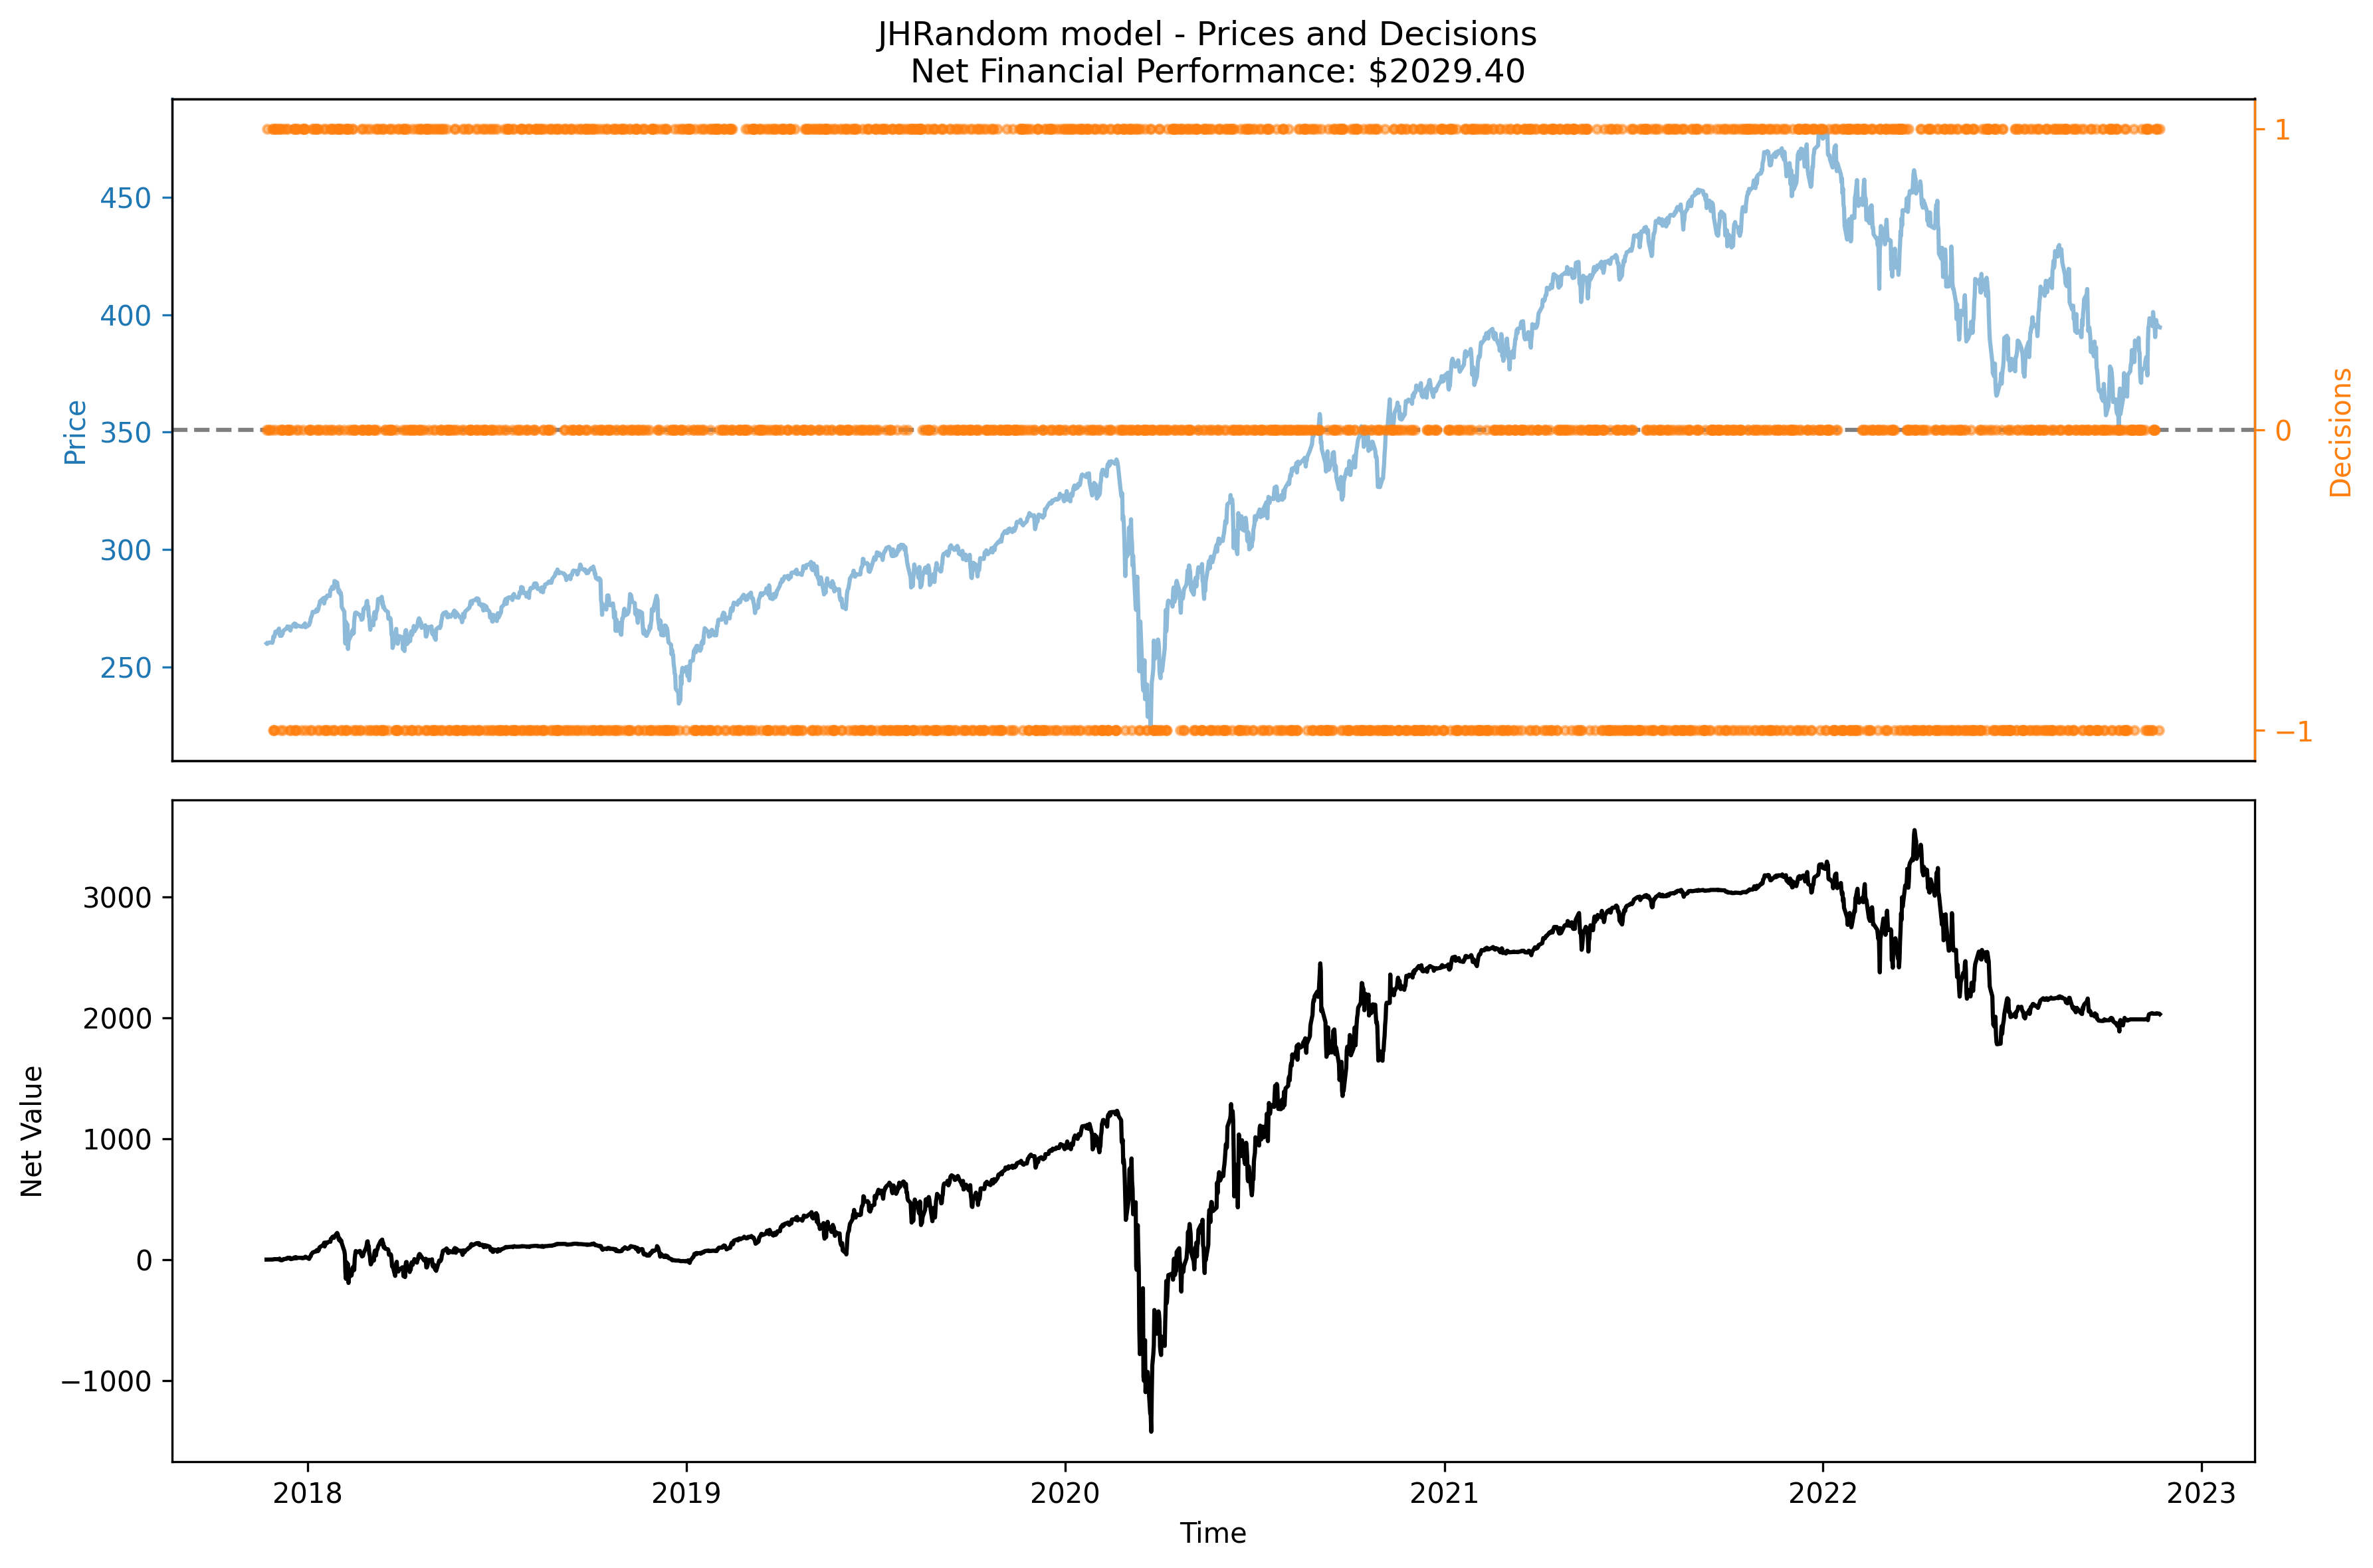 JHRandom model - Prices and Decisions
Net Financial Performance: $2029.40
450
400
350
300
250
Price
1
0
−1
Decisions
3000
2000
1000
0
−1000
Net Value
2018 2019 2020 2021 2022 2023
Time